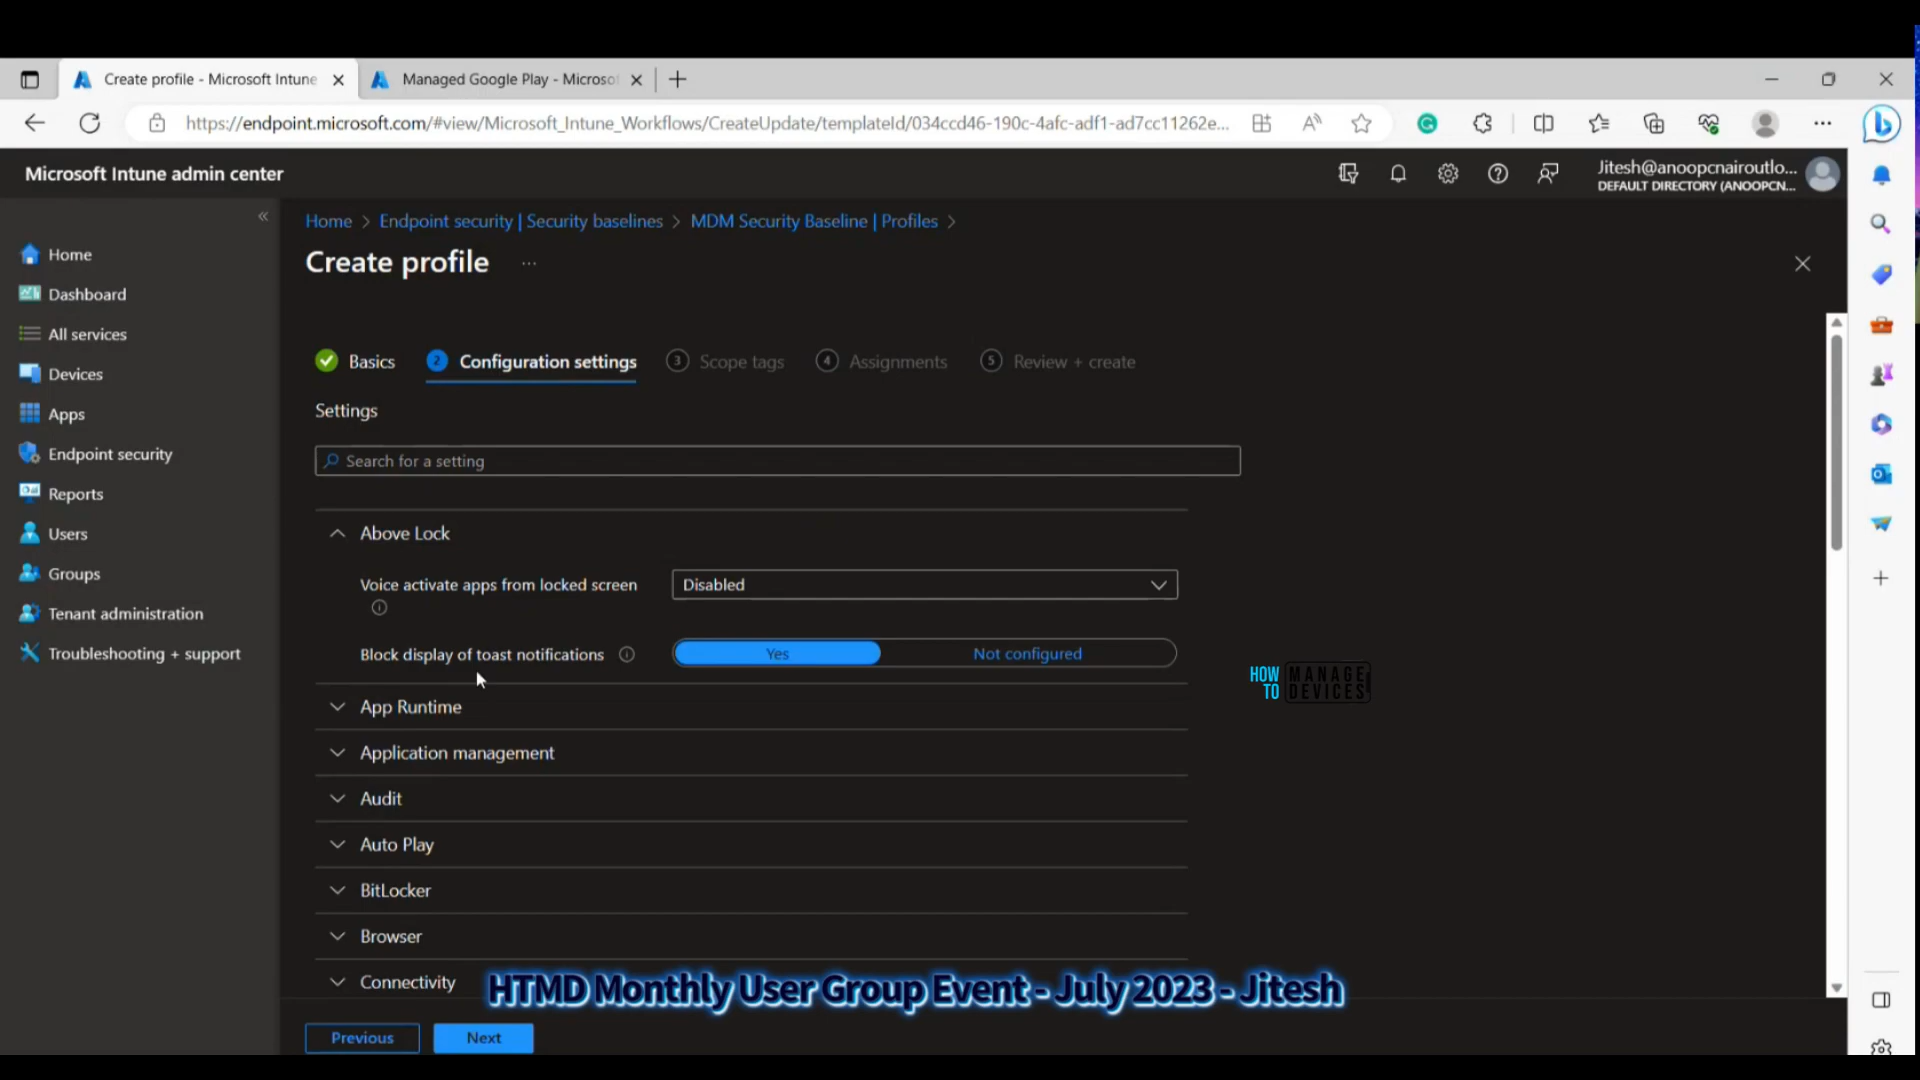 Create profile - Microsoft Intune
Managed Google Play - Microsof
https://endpoint.microsoft.com/#view/Microsoft_Intune_Workflows/CreateUpdate/templateId/034ccd46-190c-4afc-adf1-ad7cc11262e...
Microsoft Intune admin center
Jitesh@anoopcnairoutlo...
DEFAULT DIRECTORY (ANOOPCN...
Home > Endpoint security | Security baselines > MDM Security Baseline | Profiles >
Create profile ...
Home
Dashboard
All services
Devices
Apps
Endpoint security
Reports
Users
Groups
Tenant administration
Troubleshooting + support
Basics
2 Configuration settings
3 Scope tags
4 Assignments
5 Review + create
Settings
Search for a setting
Above Lock
Voice activate apps from locked screen
Disabled
Block display of toast notifications
Yes
Not configured
HOW TO
MANAGE DEVICES
App Runtime
Application management
Audit
Auto Play
BitLocker
Browser
Connectivity
HTMD Monthly User Group Event - July 2023 - Jitesh
Previous
Next